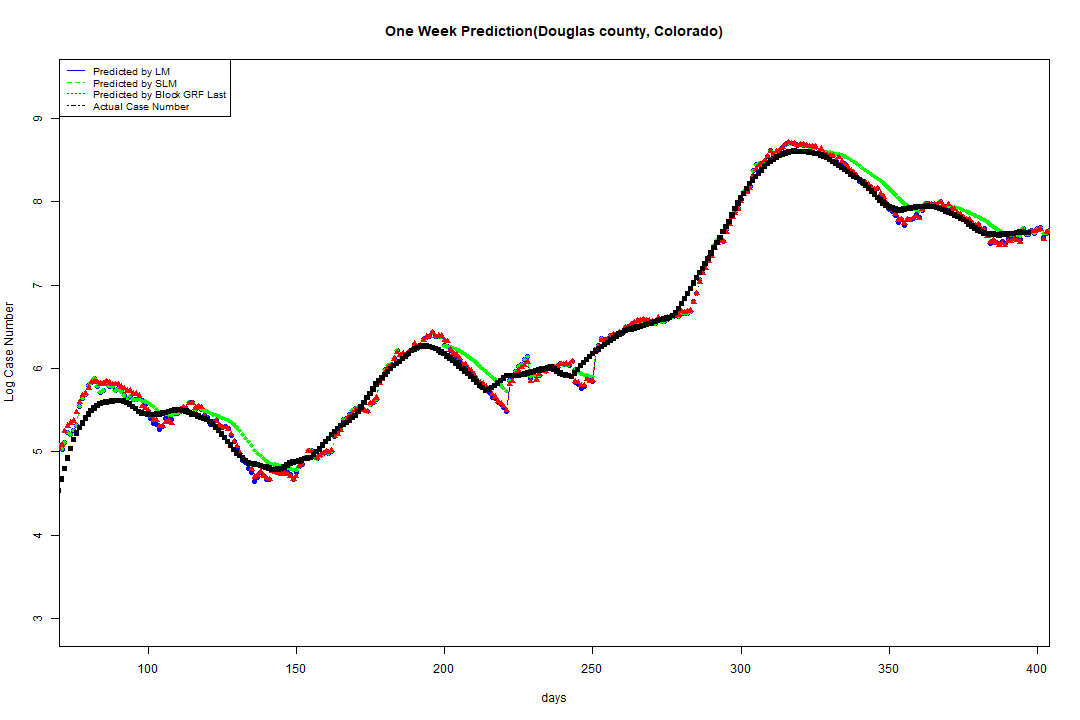 One Week Prediction(Douglas county, Colorado)
Predicted by LM
Predicted by SLM
Predicted by Block GRF Last
Actual Case Number
Log Case Number
9
8
7
6
5
4
3
100 150 200 250 300 350 400
days